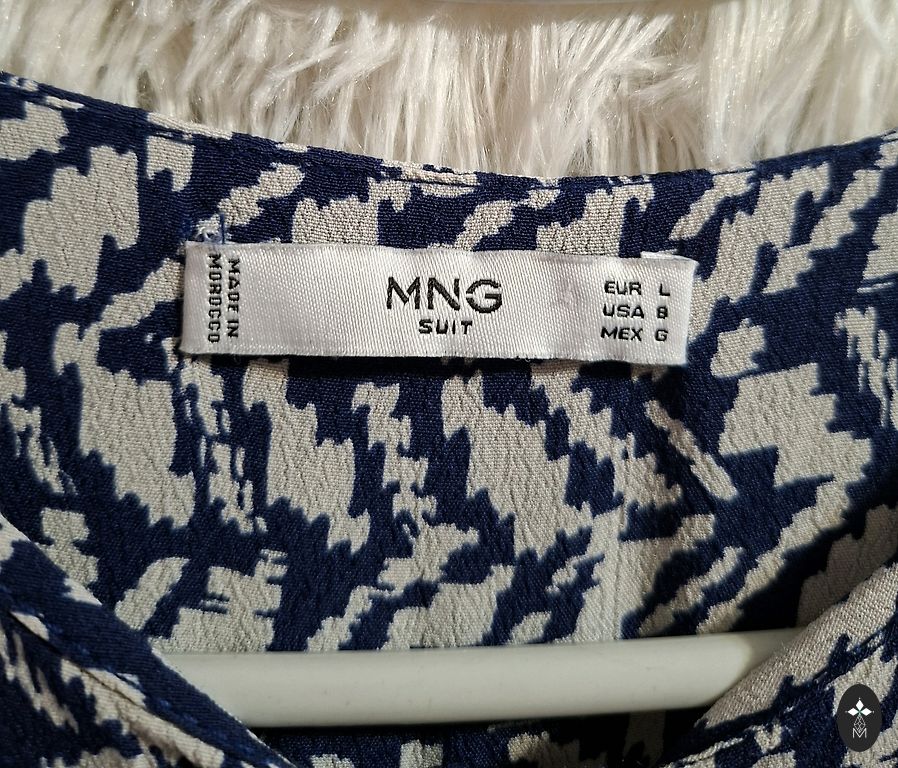 MADE IN
MOROCCO
MNG
SUIT
EUR L
USA 8
MEX G
M